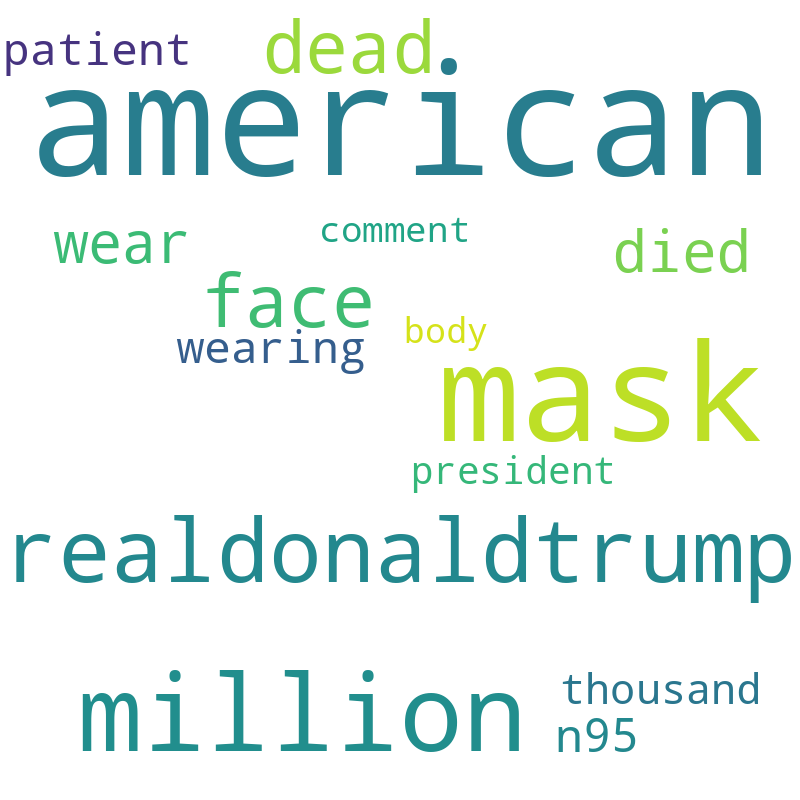 patient dead
american
wear comment died
face
wearing body
mask
president
realdonaldtrump
million thousand
n95